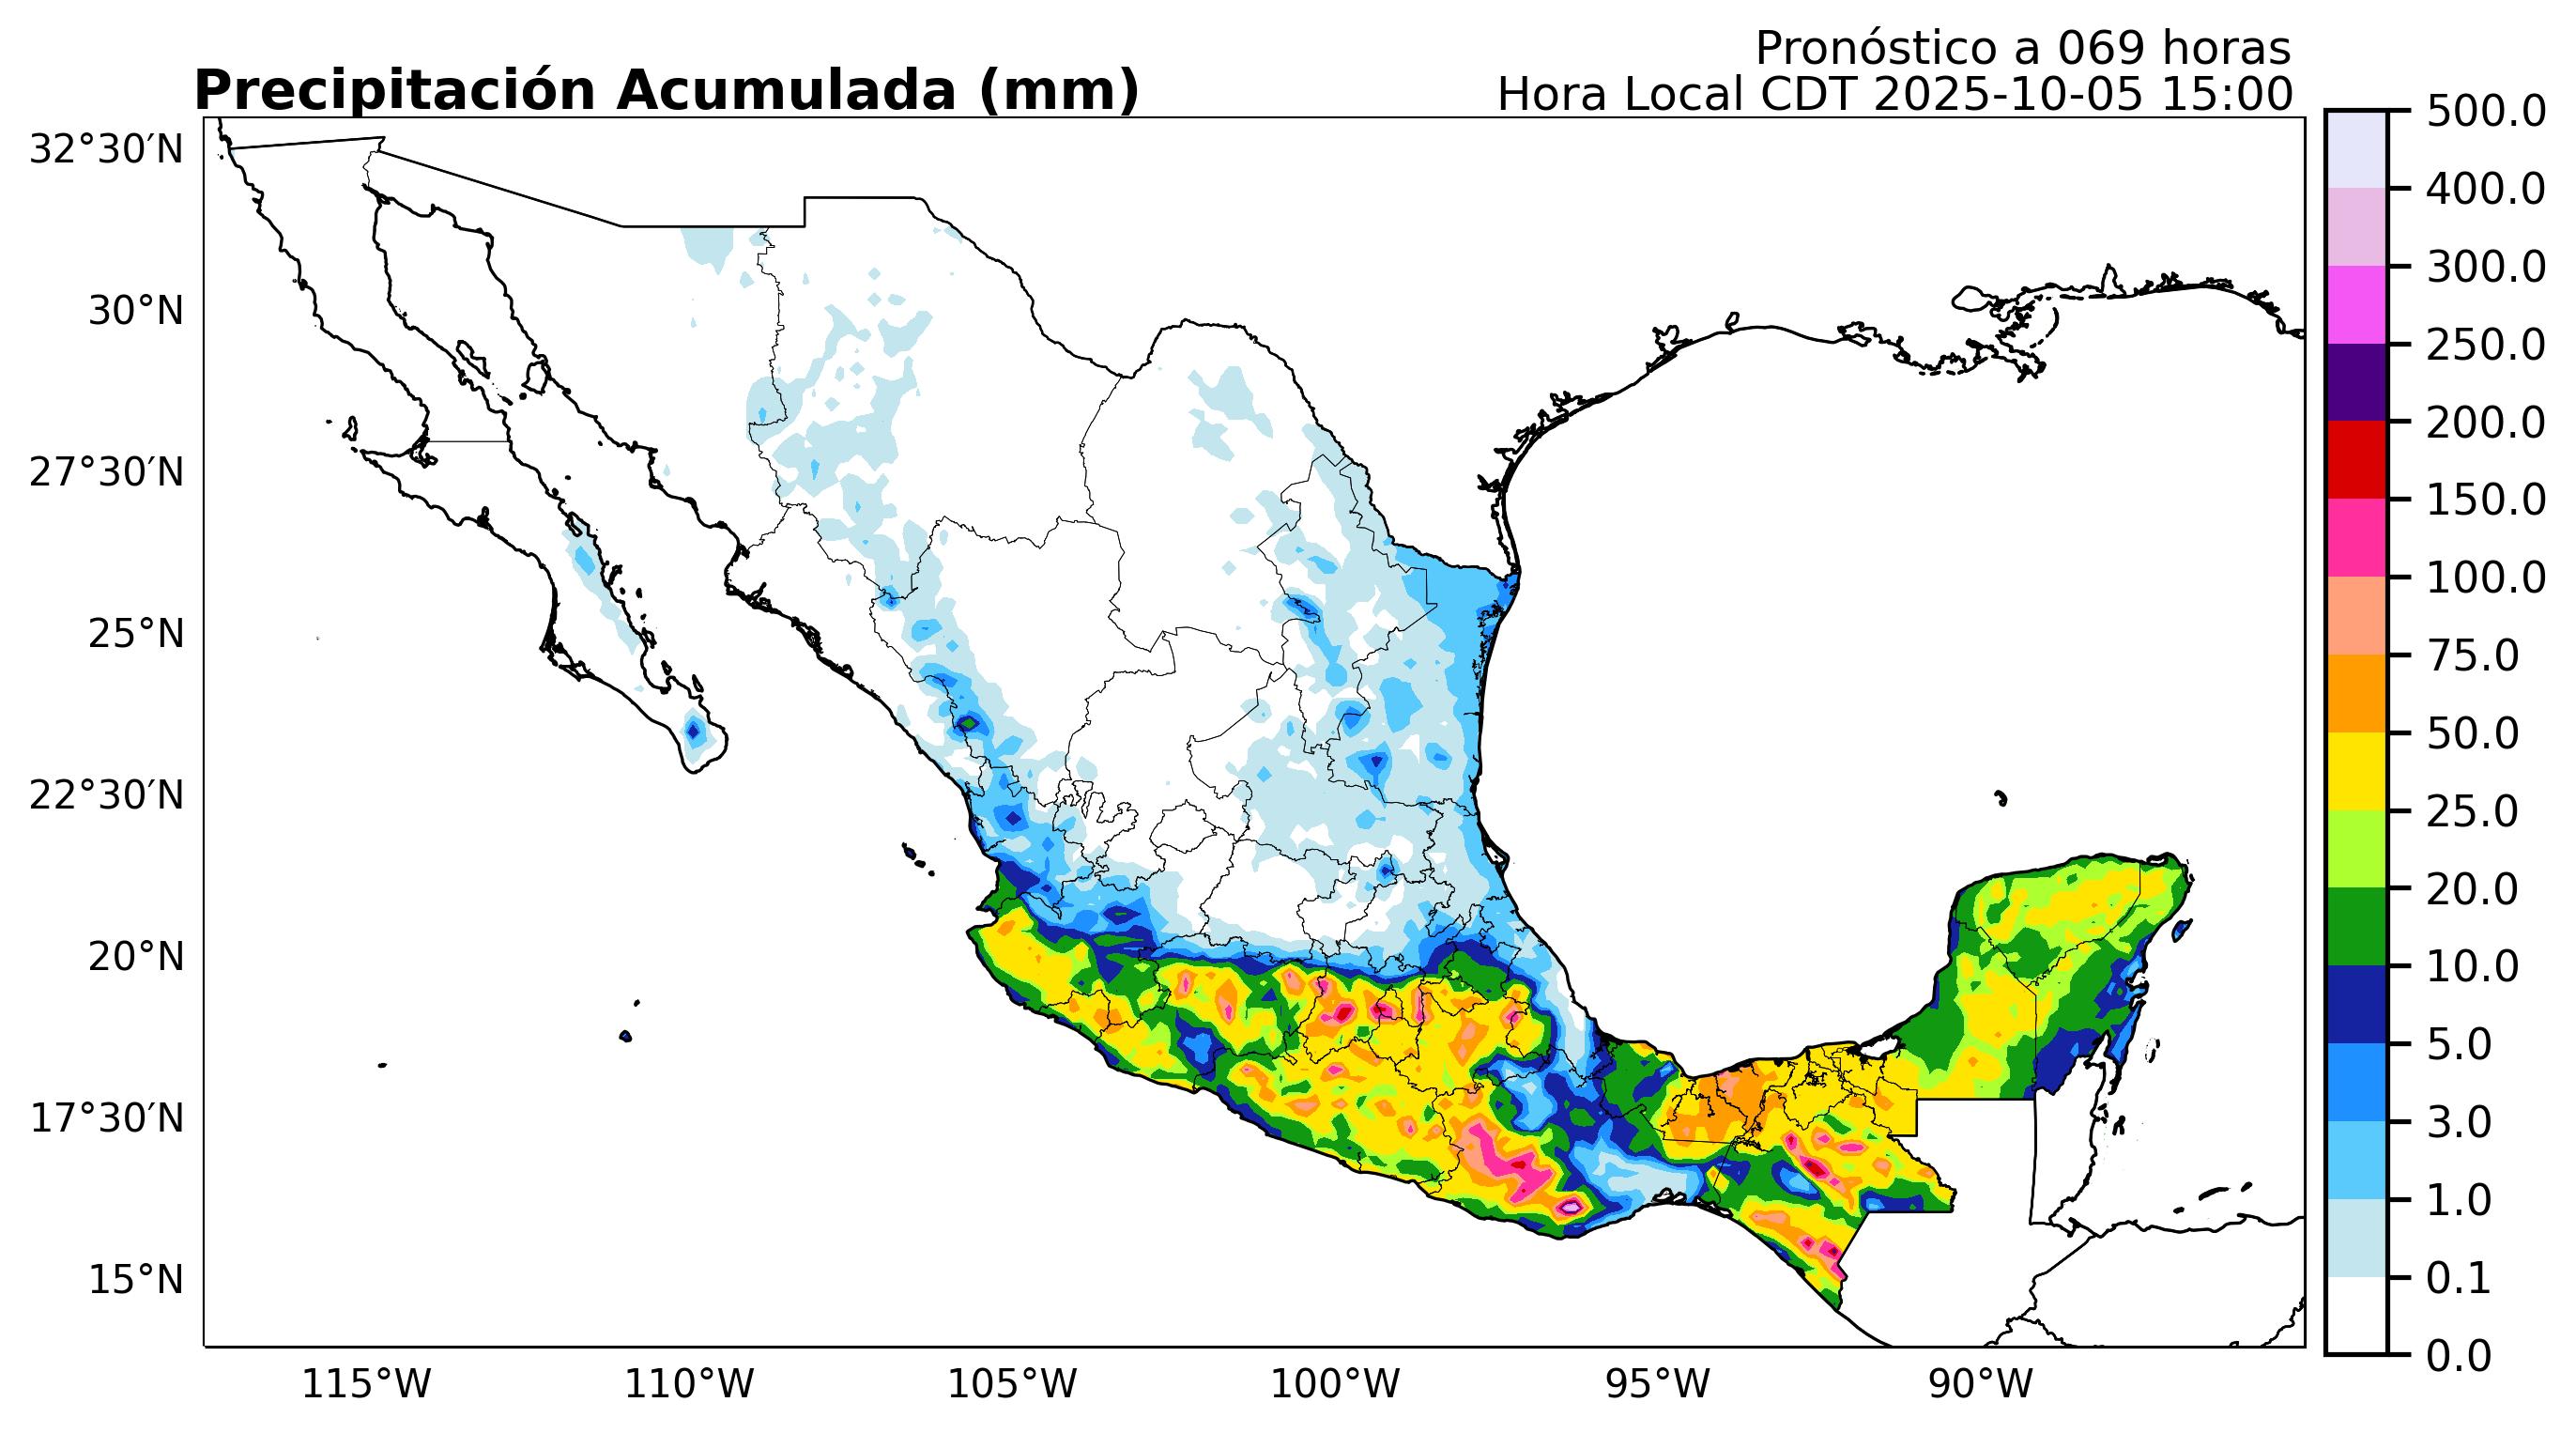 Pronóstico a 069 horas
Precipitación Acumulada (mm)
Hora Local CDT 2025-10-05 15:00
32°30′N
30°N
27°30′N
25°N
22°30′N
20°N
17°30′N
15°N
115°W
110°W
105°W
100°W
95°W
90°W
500.0
400.0
300.0
250.0
200.0
150.0
100.0
75.0
50.0
25.0
20.0
10.0
5.0
3.0
1.0
0.1
0.0